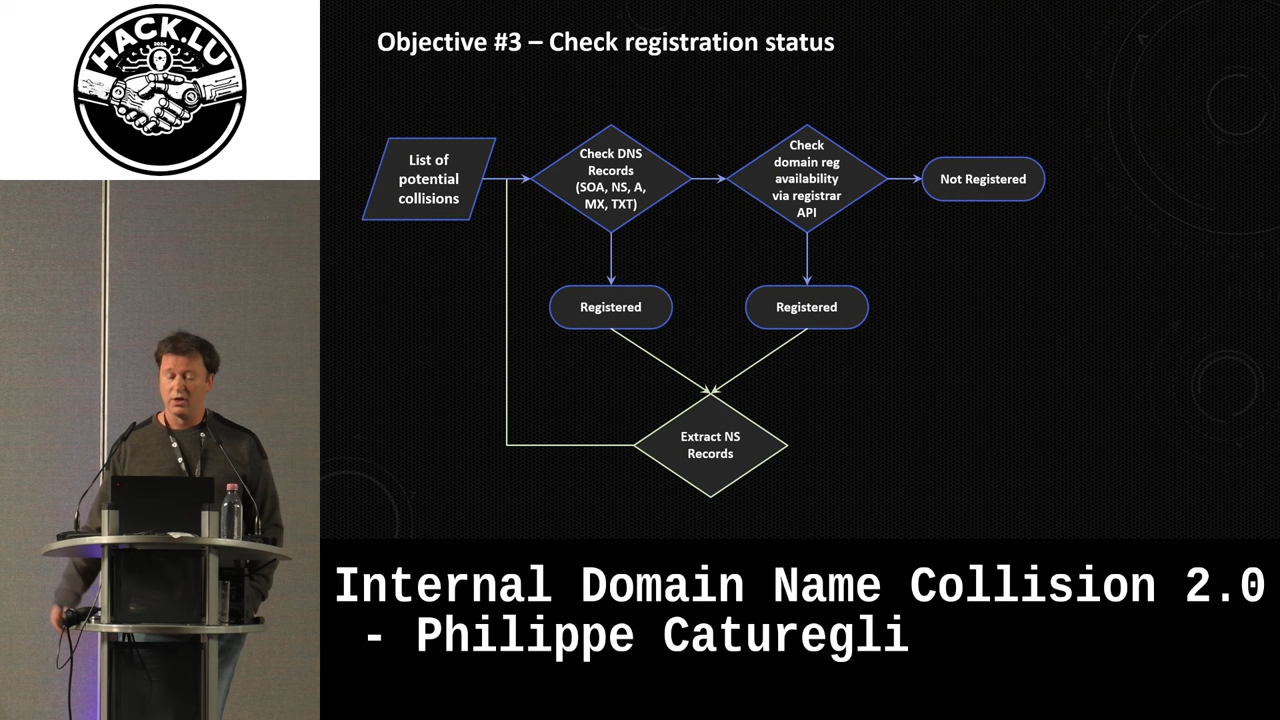 HACK.LU
2024
Objective #3 – Check registration status
List of
potential
collisions
Check DNS
Records
(SOA, NS, A,
MX, TXT)
Check
domain reg
availability
via registrar
API
Not Registered
Registered
Registered
Extract NS
Records
Internal Domain Name Collision 2.0
- Philippe Caturegli